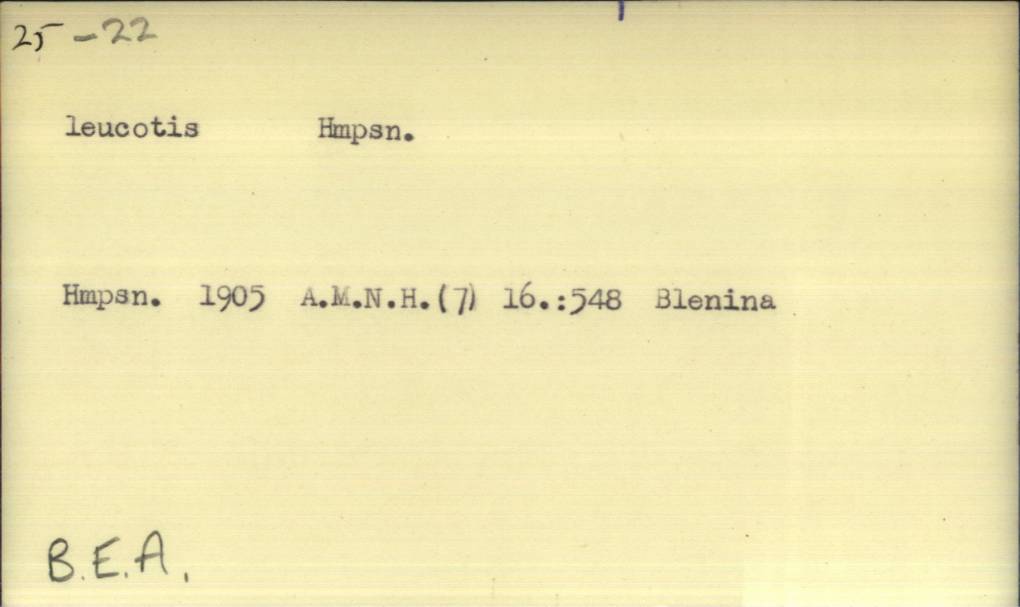 25-22
leucotis Hmpsn.
Hmpsn. 1905 A.M.N.H.(7) 16.:548 Blenina
B.E.A.